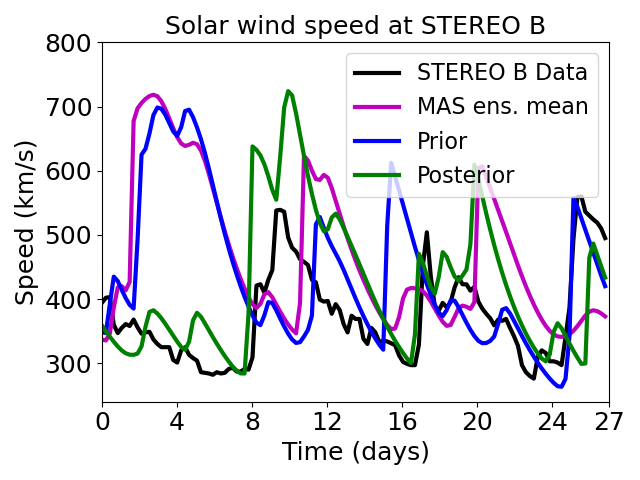 Solar wind speed at STEREO B
800
700
600
500
400
300
Speed (km/s)
STEREO B Data
MAS ens. mean
Prior
Posterior
0 4 8 12 16 20 24 27
Time (days)